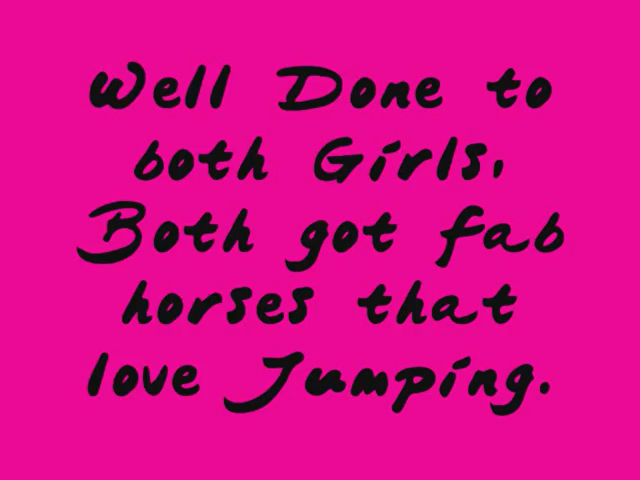 Well Done to
both Girls,
Both got fab
horses that
love Jumping.